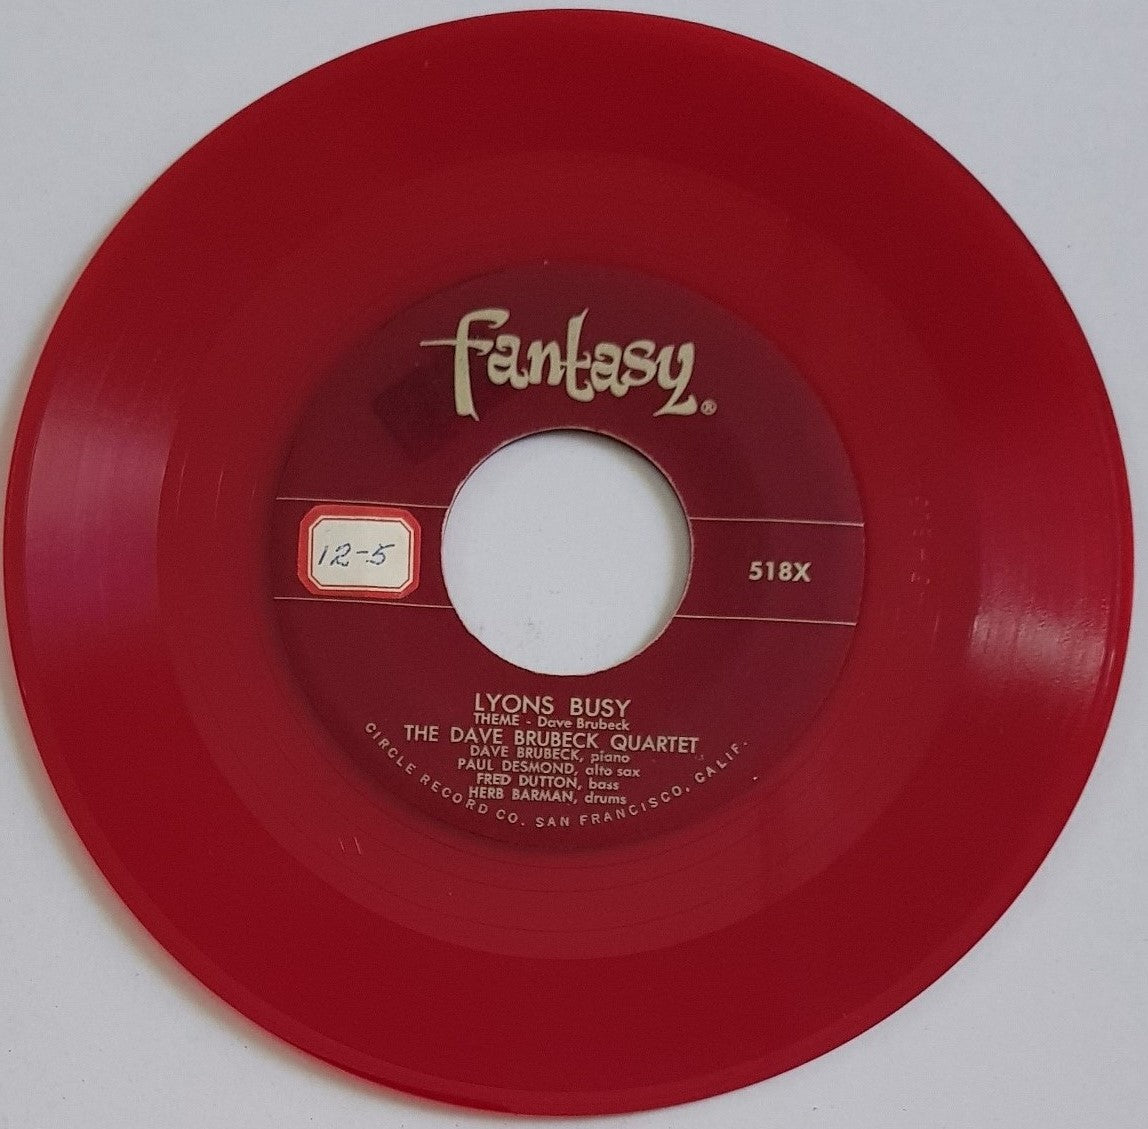 fantasy®
12-5
518X
LYONS BUSY
THEME - Dave Brubeck
THE DAVE BRUBECK QUARTET
DAVE BRUBECK, piano
PAUL DESMOND, alto sax
FRED DUTTON, bass
HERB BARMAN, drums
CIRCLE RECORD CO. SAN FRANCISCO, CALIF.